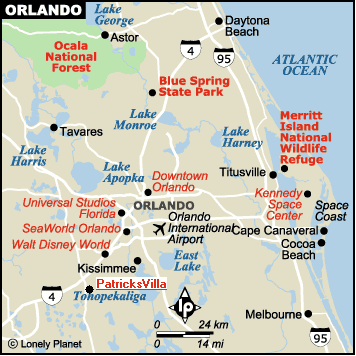 ORLANDO
Lake
George
Astor
Daytona
Beach
4
95
ATLANTIC
OCEAN
Ocala
National
Forest
Blue Spring
State Park
Lake
Monroe
Tavares
Lake
Harris
Lake
Harney
Merritt
Island
National
Wildlife
Refuge
Lake
Apopka
Downtown
Orlando
Titusville
Universal Studios
Florida
ORLANDO
Kennedy
Space
Center
Space
Coast
SeaWorld Orlando
Orlando
International
Airport
Cape Canaveral
Walt Disney World
Cocoa
Beach
Kissimmee
East
Lake
PatricksVilla
4
Tohopekaliga
0
24 km
0
14 mi
Melbourne
95
© Lonely Planet